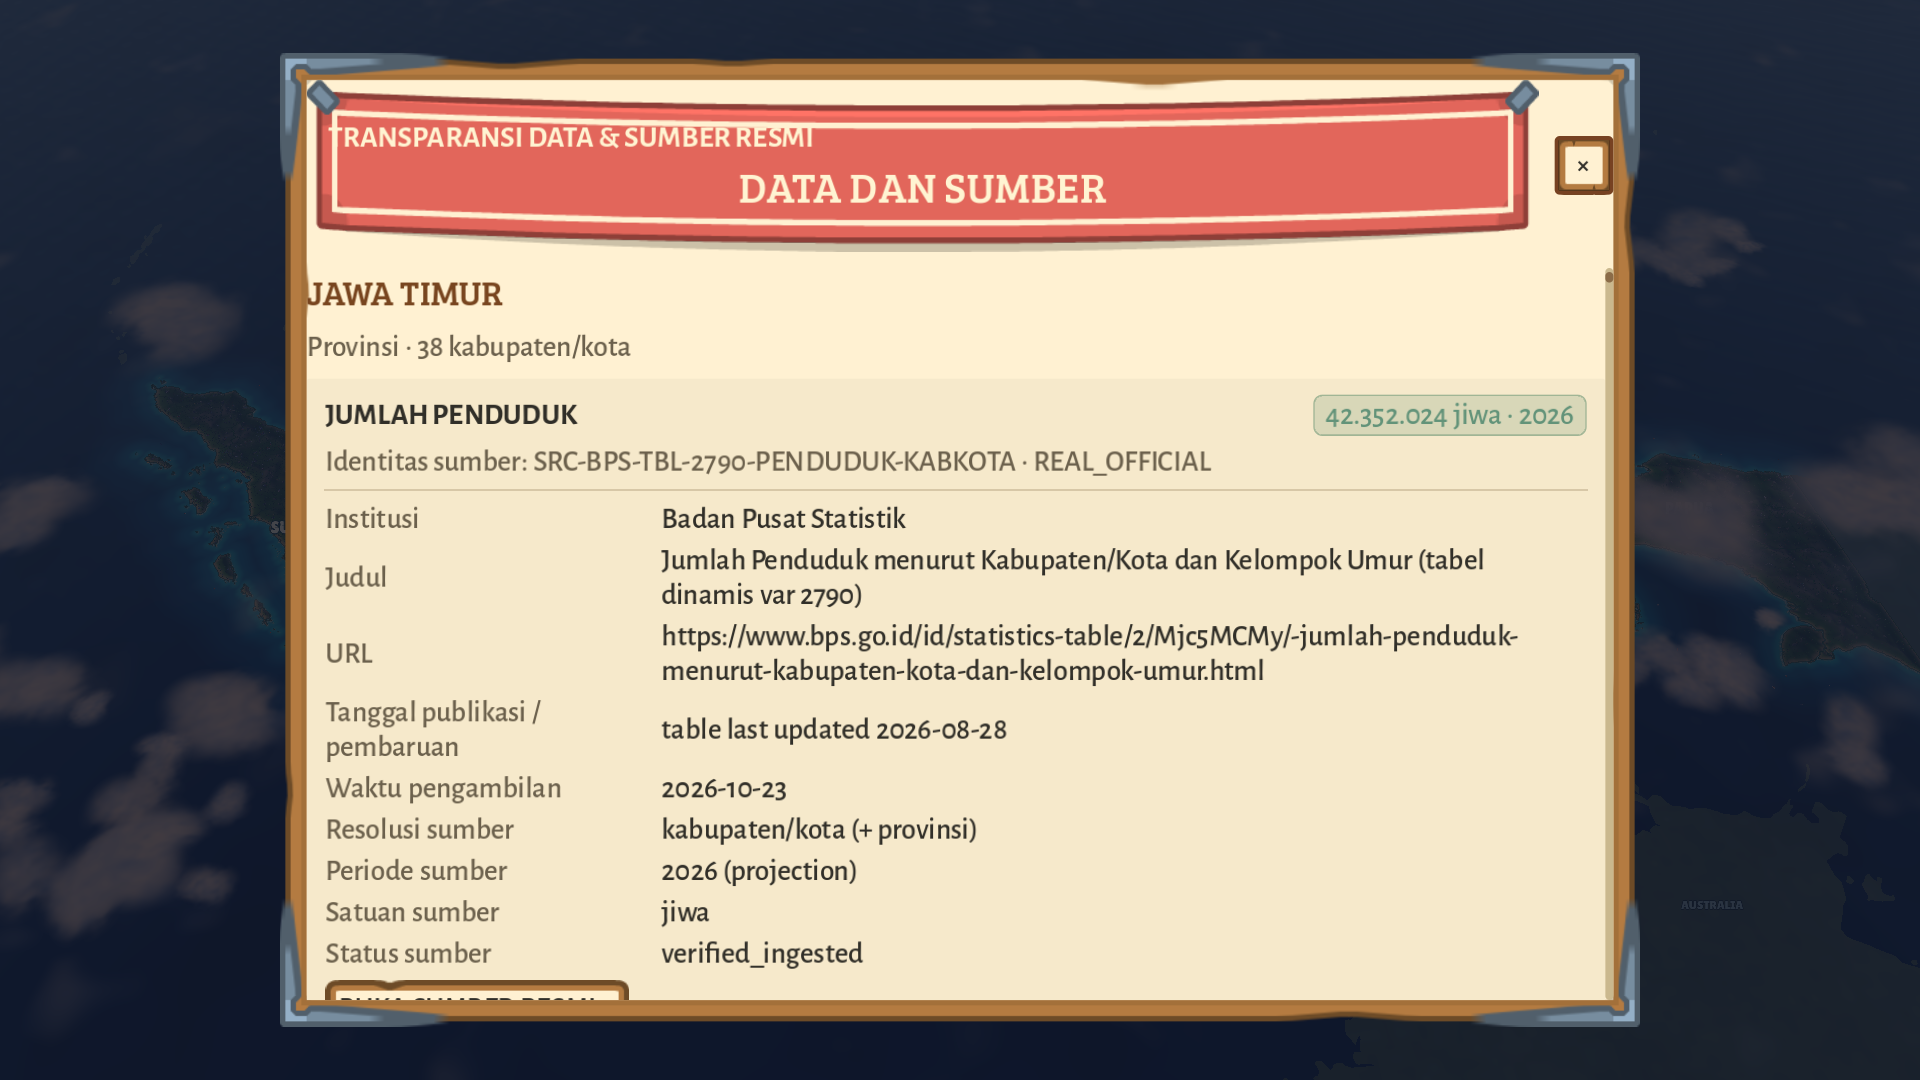 TRANSPARANSI DATA & SUMBER RESMI
DATA DAN SUMBER
×
JAWA TIMUR
Provinsi · 38 kabupaten/kota
JUMLAH PENDUDUK
42.352.024 jiwa · 2026
Identitas sumber: SRC-BPS-TBL-2790-PENDUDUK-KABKOTA · REAL_OFFICIAL
Institusi
Badan Pusat Statistik
Judul
Jumlah Penduduk menurut Kabupaten/Kota dan Kelompok Umur (tabel
dinamis var 2790)
URL
https://www.bps.go.id/id/statistics-table/2/Mjc5MCMy/-jumlah-penduduk-
menurut-kabupaten-kota-dan-kelompok-umur.html
Tanggal publikasi /
pembaruan
table last updated 2026-08-28
Waktu pengambilan
2026-10-23
Resolusi sumber
kabupaten/kota (+ provinsi)
Periode sumber
2026 (projection)
Satuan sumber
jiwa
Status sumber
verified_ingested
AUSTRALIA